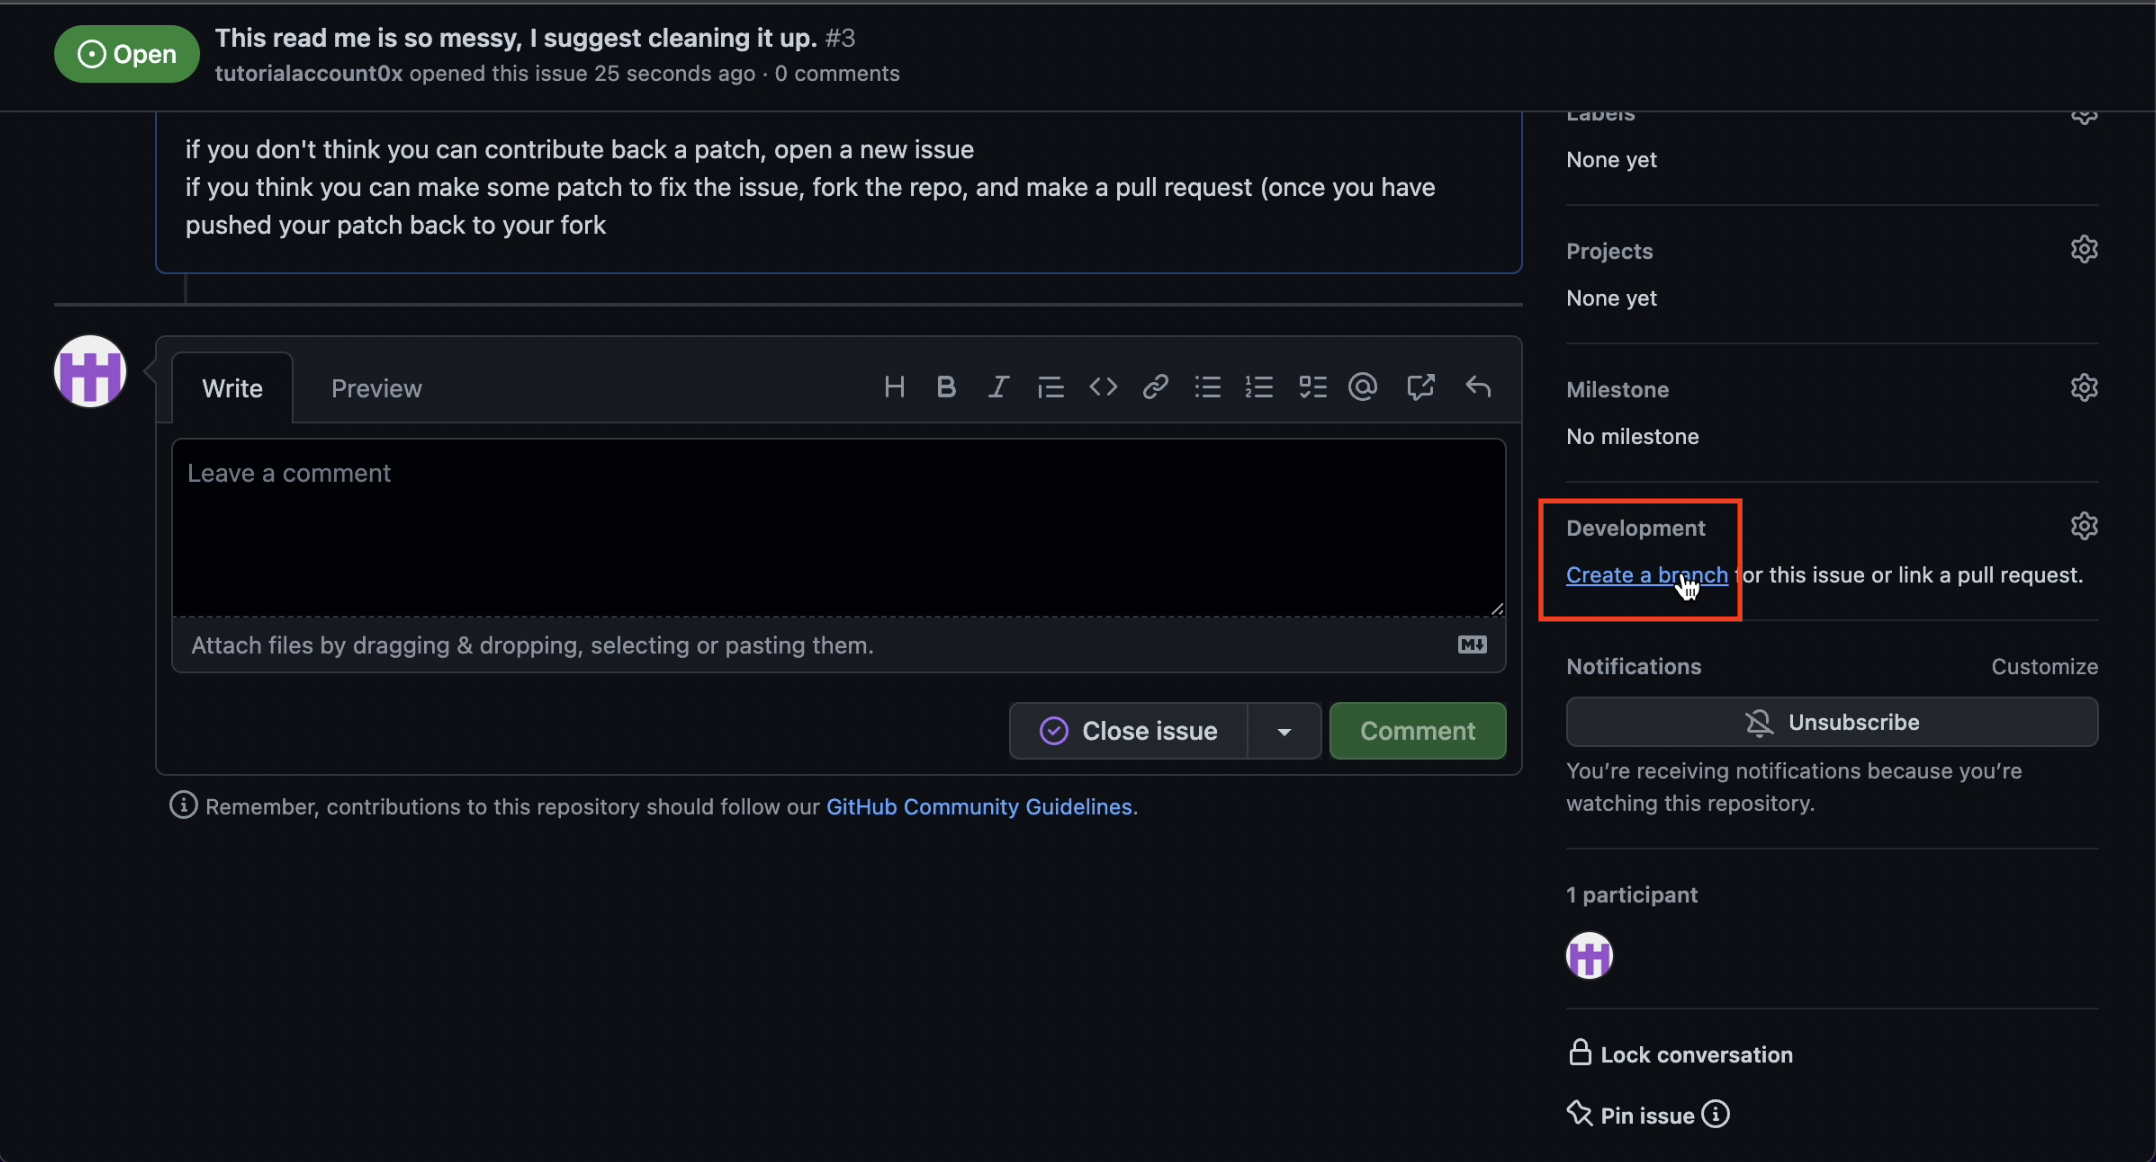 Open
This read me is so messy, I suggest cleaning it up. #3
tutorialaccount0x opened this issue 25 seconds ago · 0 comments
if you don't think you can contribute back a patch, open a new issue
if you think you can make some patch to fix the issue, fork the repo, and make a pull request (once you have
pushed your patch back to your fork
Write
Preview
Leave a comment
Attach files by dragging & dropping, selecting or pasting them.
Close issue
Comment
Remember, contributions to this repository should follow our GitHub Community Guidelines.
Labels
None yet
Projects
None yet
Milestone
No milestone
Development
Create a branch for this issue or link a pull request.
Notifications
Customize
Unsubscribe
You’re receiving notifications because you’re
watching this repository.
1 participant
Lock conversation
Pin issue